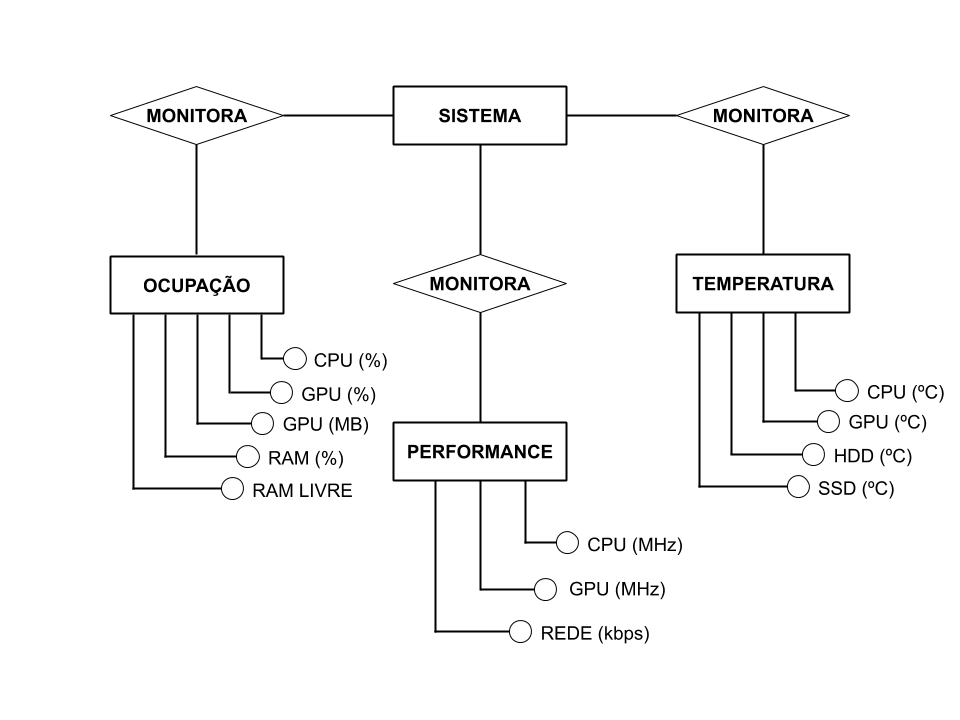 MONITORA
SISTEMA
MONITORA
OCUPAÇÃO
MONITORA
TEMPERATURA
CPU (%)
GPU (%)
GPU (MB)
RAM (%)
RAM LIVRE
PERFORMANCE
CPU (MHz)
GPU (MHz)
REDE (kbps)
CPU (ºC)
GPU (ºC)
HDD (ºC)
SSD (ºC)